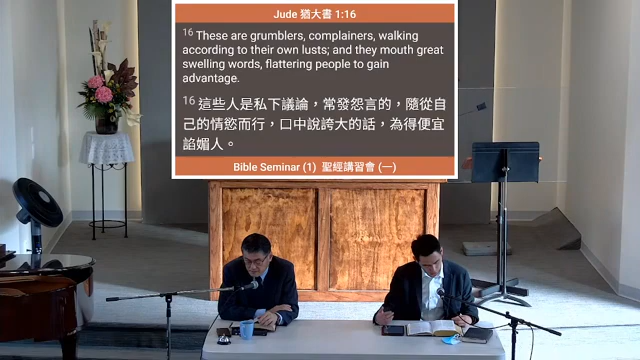 Jude 猶大書 1:16
16 These are grumblers, complainers, walking
according to their own lusts; and they mouth great
swelling words, flattering people to gain
advantage.
16 這些人是私下議論，常發怨言的，隨從自
己的情慾而行，口中說誇大的話，為得便宜
諂媚人。
Bible Seminar (1) 聖經講習會 (一)